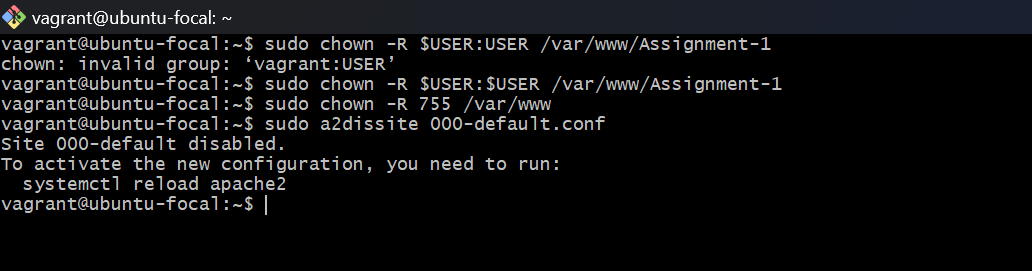 vagrant@ubuntu-focal: ~
vagrant@ubuntu-focal:~$ sudo chown -R $USER:USER /var/www/Assignment-1
chown: invalid group: ‘vagrant:USER’
vagrant@ubuntu-focal:~$ sudo chown -R $USER:$USER /var/www/Assignment-1
vagrant@ubuntu-focal:~$ sudo chown -R 755 /var/www
vagrant@ubuntu-focal:~$ sudo a2dissite 000-default.conf
Site 000-default disabled.
To activate the new configuration, you need to run:
  systemctl reload apache2
vagrant@ubuntu-focal:~$